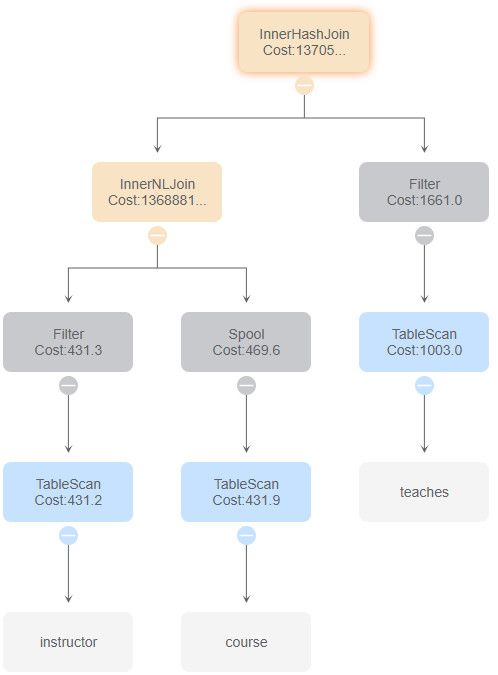 InnerHashJoin
Cost:13705...
InnerNLJoin
Cost:1368881...
Filter
Cost:1661.0
Filter
Cost:431.3
Spool
Cost:469.6
TableScan
Cost:1003.0
TableScan
Cost:431.2
TableScan
Cost:431.9
teaches
instructor
course